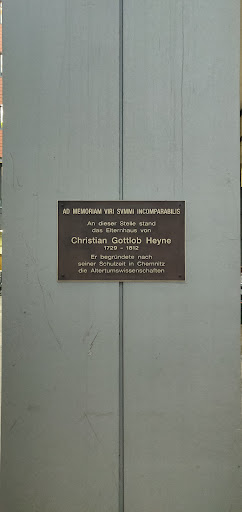 AD MEMORIAM VIRI SVMMI INCOMPARABILIS
An dieser Stelle stand
das Elternhaus von
Christian Gottlob Heyne
1729 - 1812
Er begründete nach
seiner Schulzeit in Chemnitz
die Altertumswissenschaften